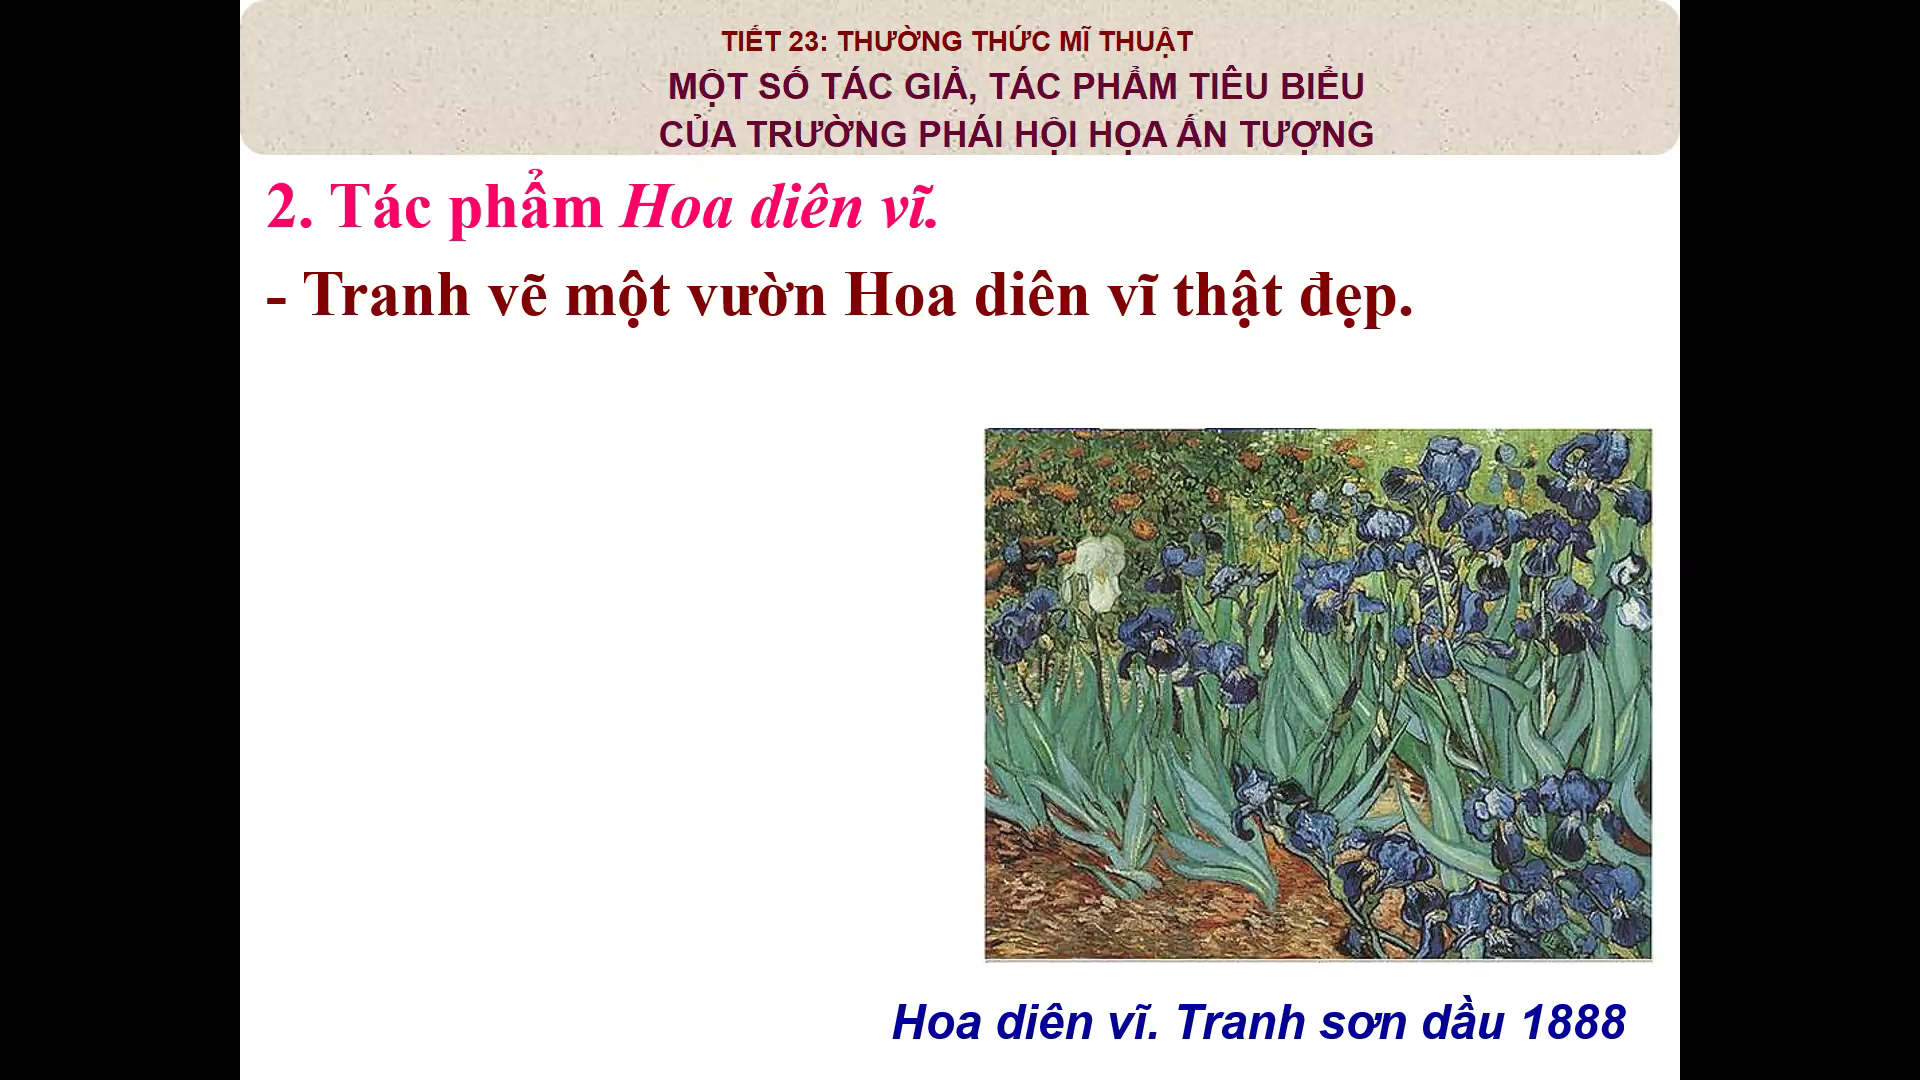 TIẾT 23: THƯỜNG THỨC MĨ THUẬT
MỘT SỐ TÁC GIẢ, TÁC PHẨM TIÊU BIỂU
CỦA TRƯỜNG PHÁI HỘI HỌA ẤN TƯỢNG
2. Tác phẩm Hoa diên vĩ.
- Tranh vẽ một vườn Hoa diên vĩ thật đẹp.
Hoa diên vĩ. Tranh sơn dầu 1888